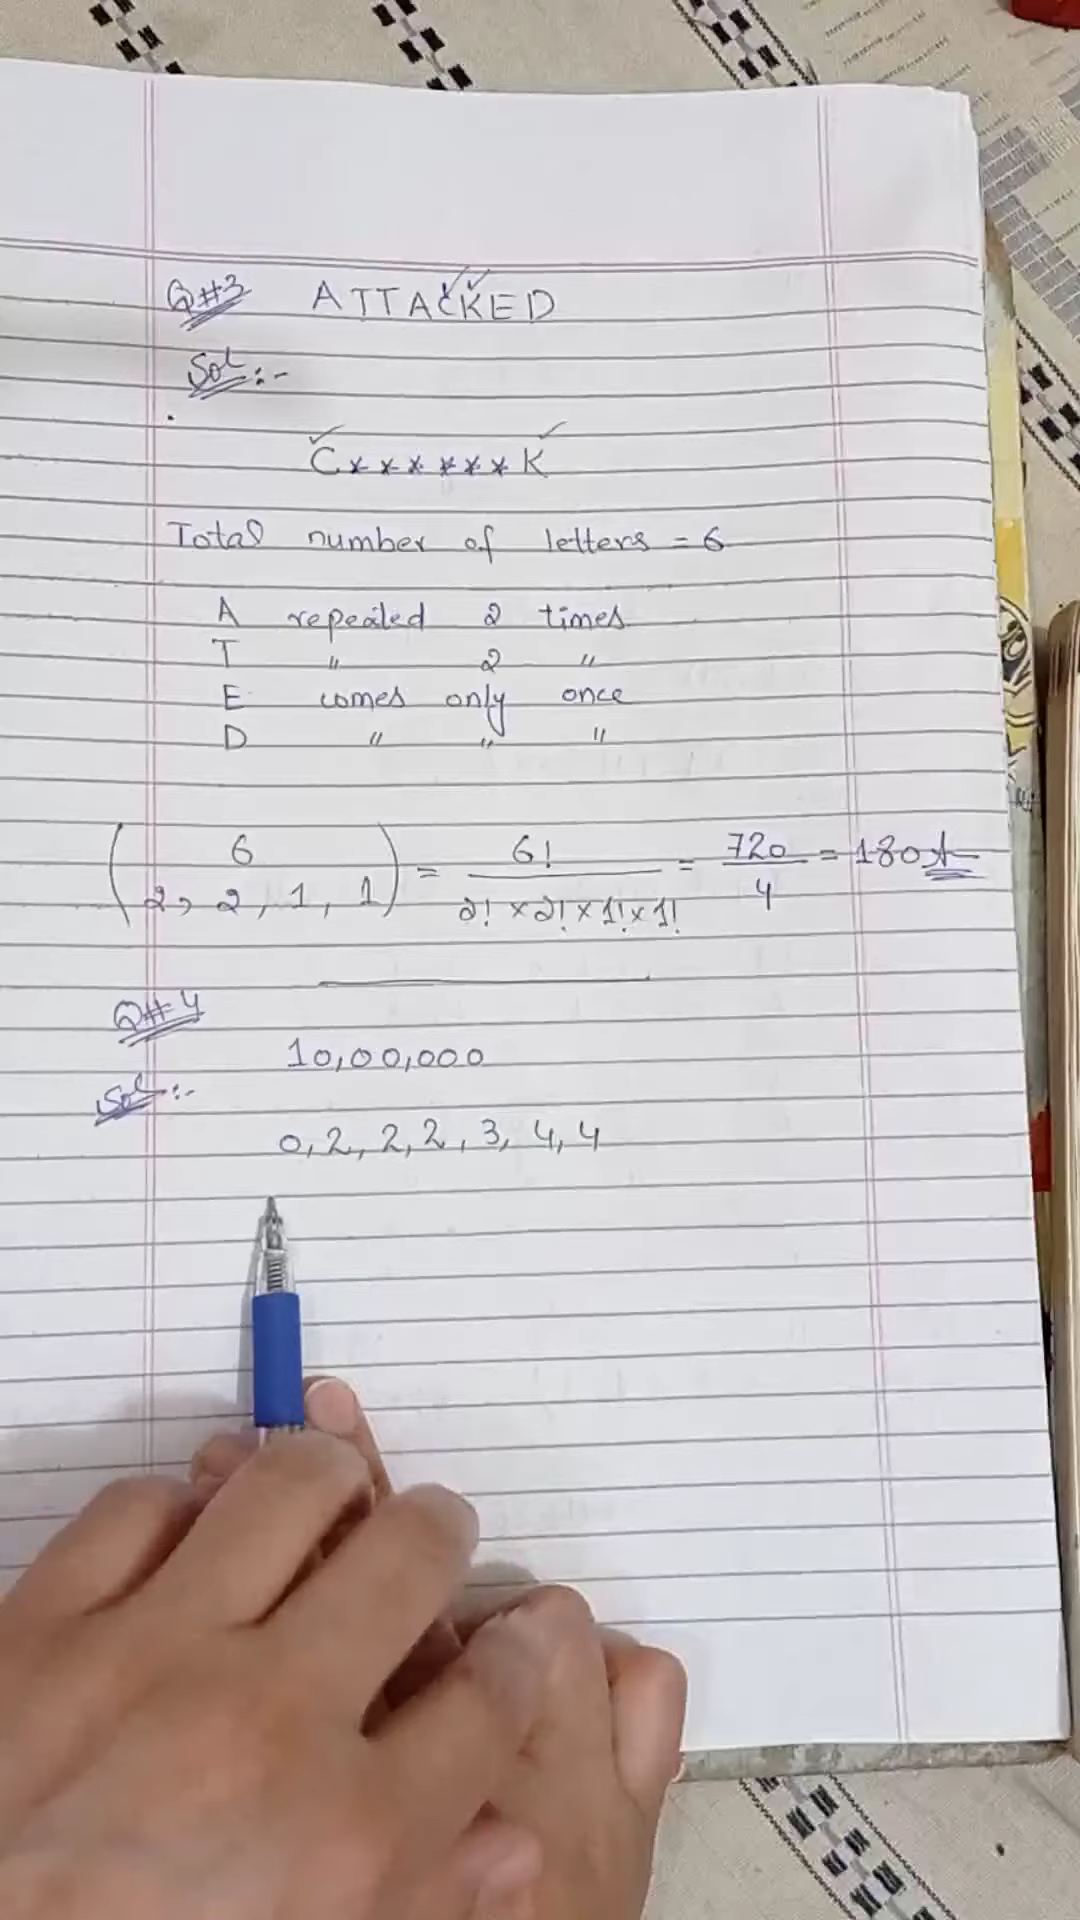 Q#3 ATTACKED
Sol:-
C******K
Total number of letters = 6
A repeated 2 times
T " 2 "
E comes only once
D " " "
( 6 / 2, 2, 1, 1 ) = 6! / 2! × 2! × 1! × 1! = 720 / 4 = 180
Q#4
10,00,000
Sol:-
0, 2, 2, 2, 3, 4, 4